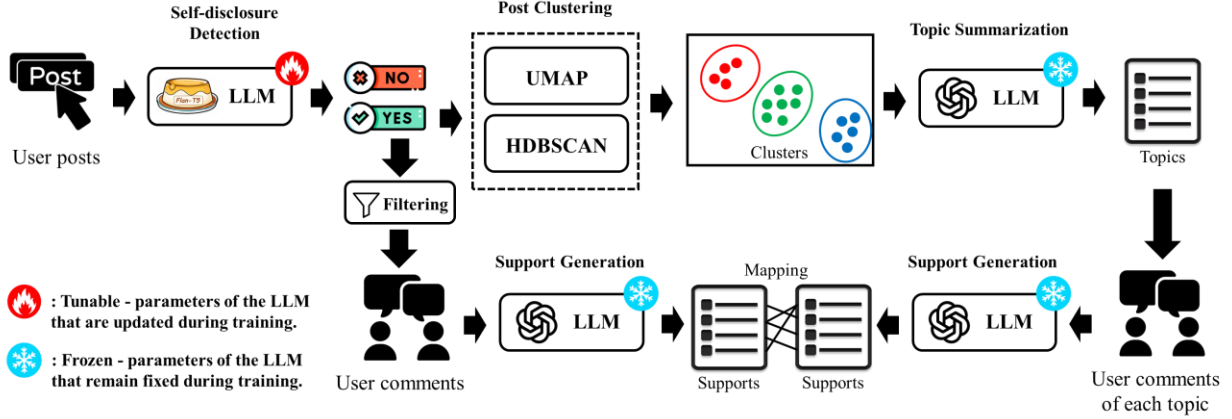 Self-disclosure
Detection
Post
Flan-T5
LLM
User posts
NO
YES
Post Clustering
UMAP
HDBSCAN
Clusters
Topic Summarization
LLM
Topics
Filtering
User comments
Support Generation
LLM
Mapping
Supports
Supports
Support Generation
LLM
User comments
of each topic
: Tunable - parameters of the LLM
that are updated during training.
: Frozen - parameters of the LLM
that remain fixed during training.